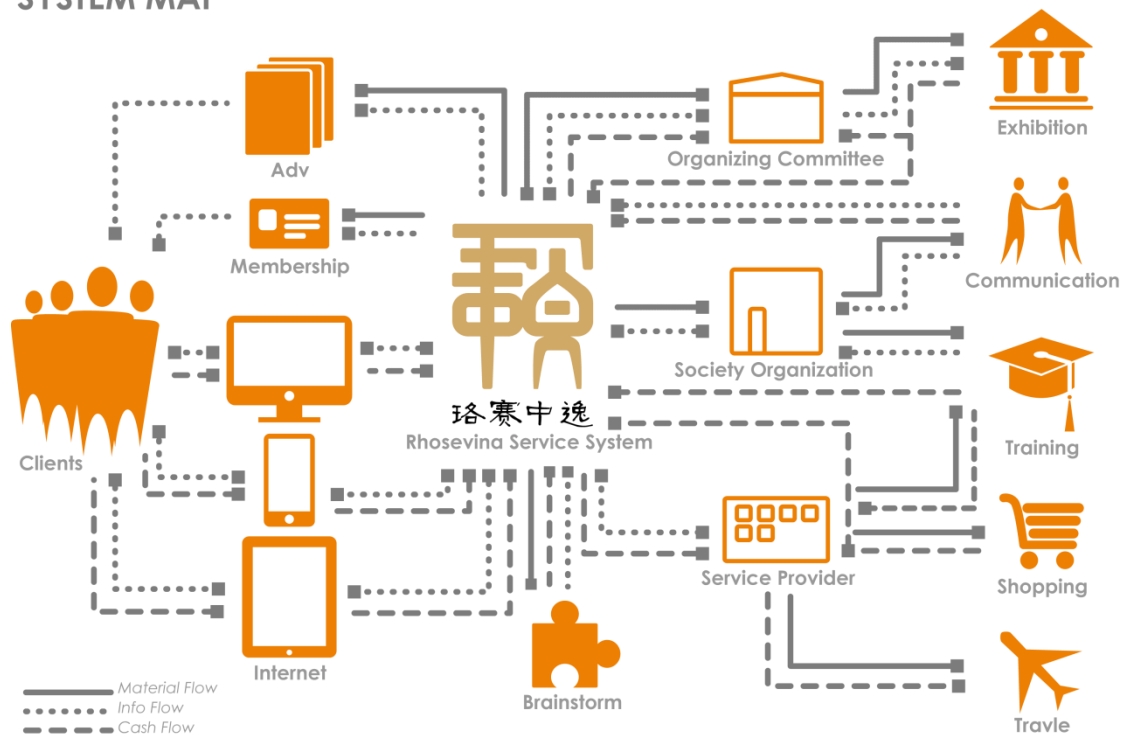 SYSTEM MAP
Adv
Membership
Clients
Internet
珞赛中逸
Rhosevina Service System
Brainstorm
Organizing Committee
Society Organization
Service Provider
Exhibition
Communication
Training
Shopping
Travle
Material Flow
Info Flow
Cash Flow